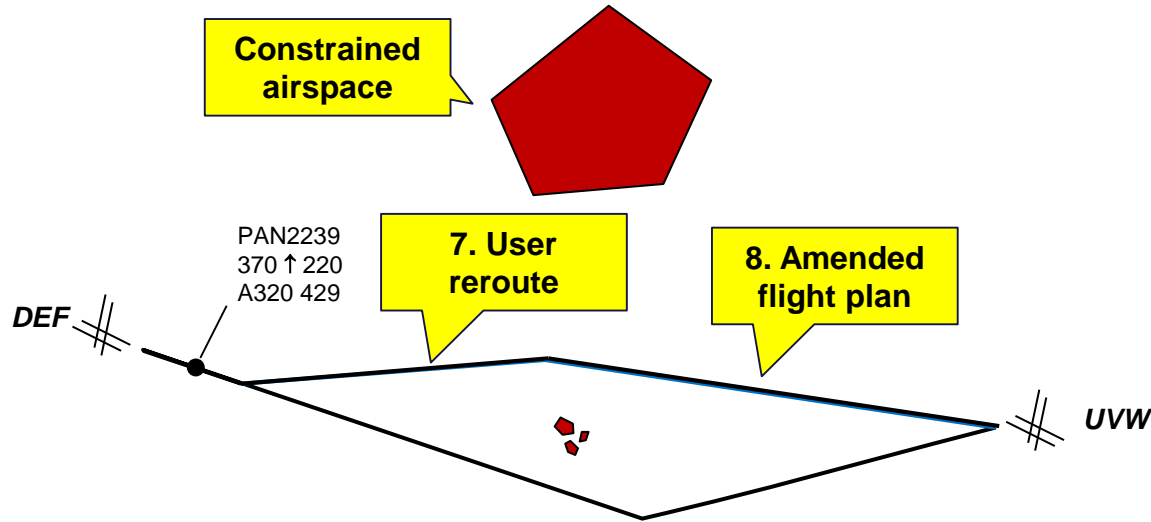 Constrained
airspace
PAN2239
370 ↑ 220
A320 429
7. User
reroute
8. Amended
flight plan
DEF
UVW